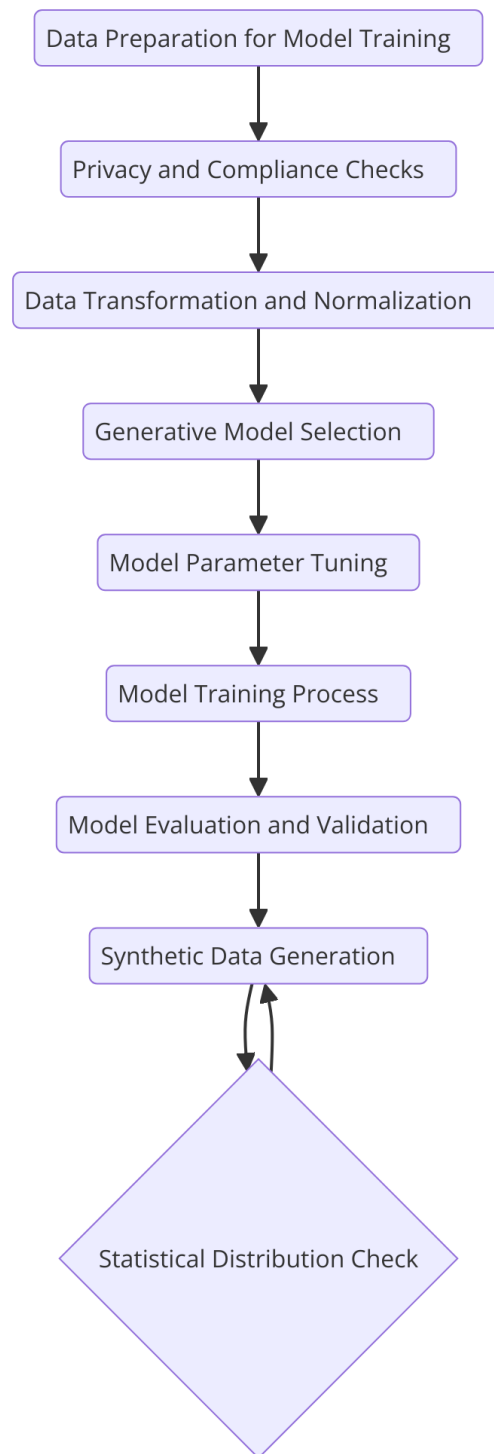 Data Preparation for Model Training
Privacy and Compliance Checks
Data Transformation and Normalization
Generative Model Selection
Model Parameter Tuning
Model Training Process
Model Evaluation and Validation
Synthetic Data Generation
Statistical Distribution Check